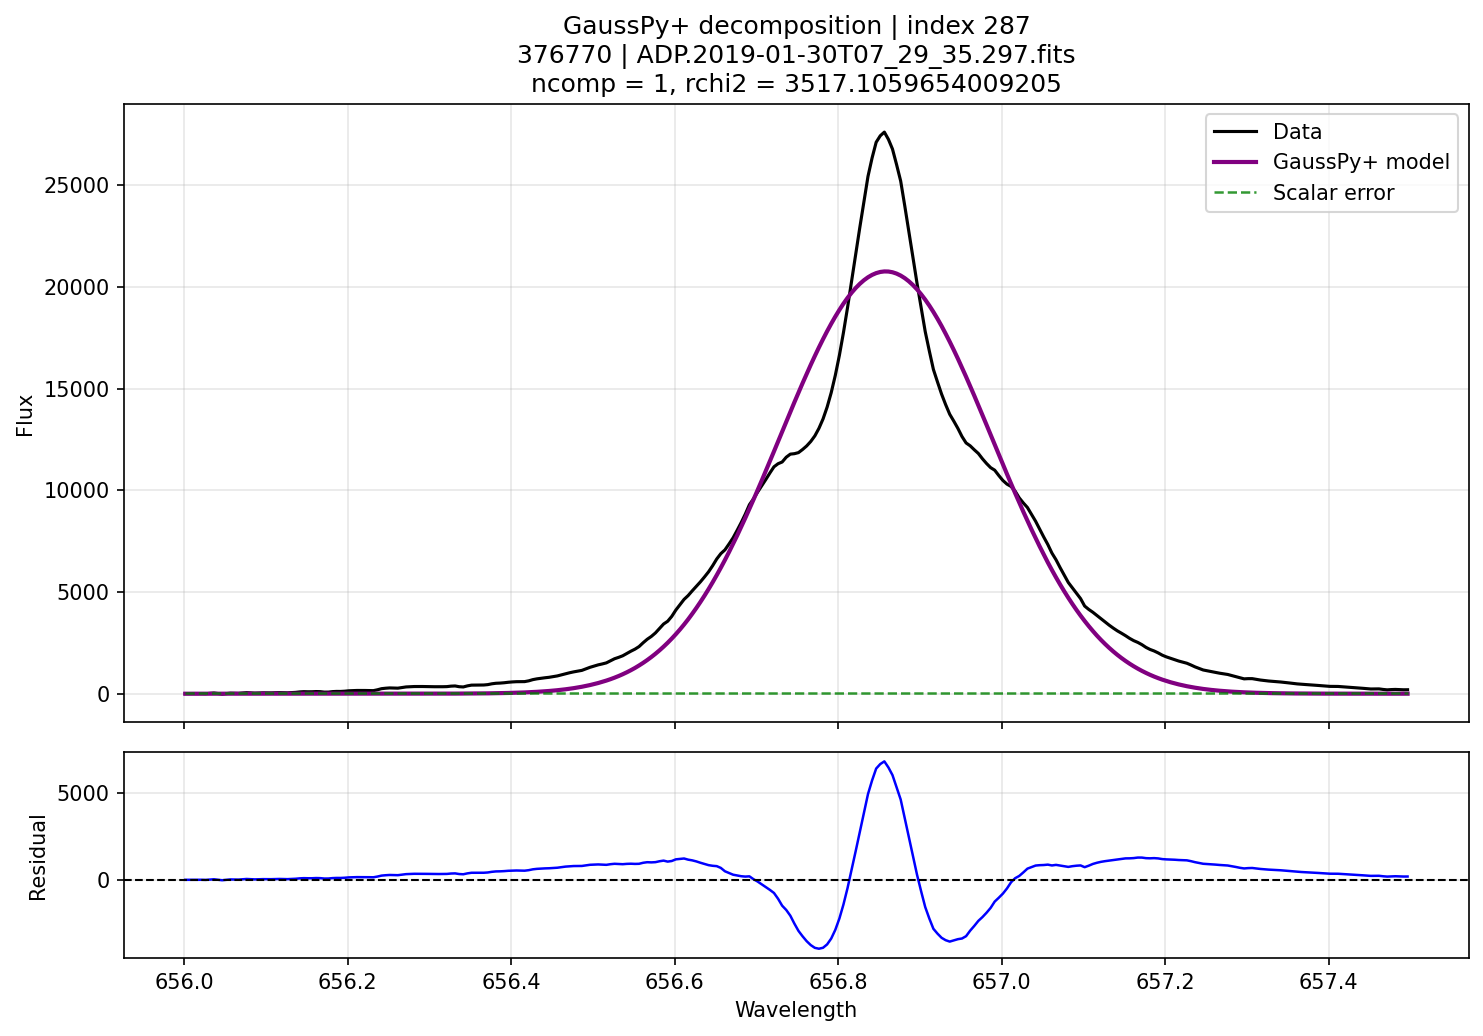 GaussPy+ decomposition | index 287
376770 | ADP.2019-01-30T07_29_35.297.fits
ncomp = 1, rchi2 = 3517.1059654009205
Data
GaussPy+ model
Scalar error
25000
20000
15000
10000
5000
0
Flux
5000
0
Residual
656.0 656.2 656.4 656.6 656.8 657.0 657.2 657.4
Wavelength